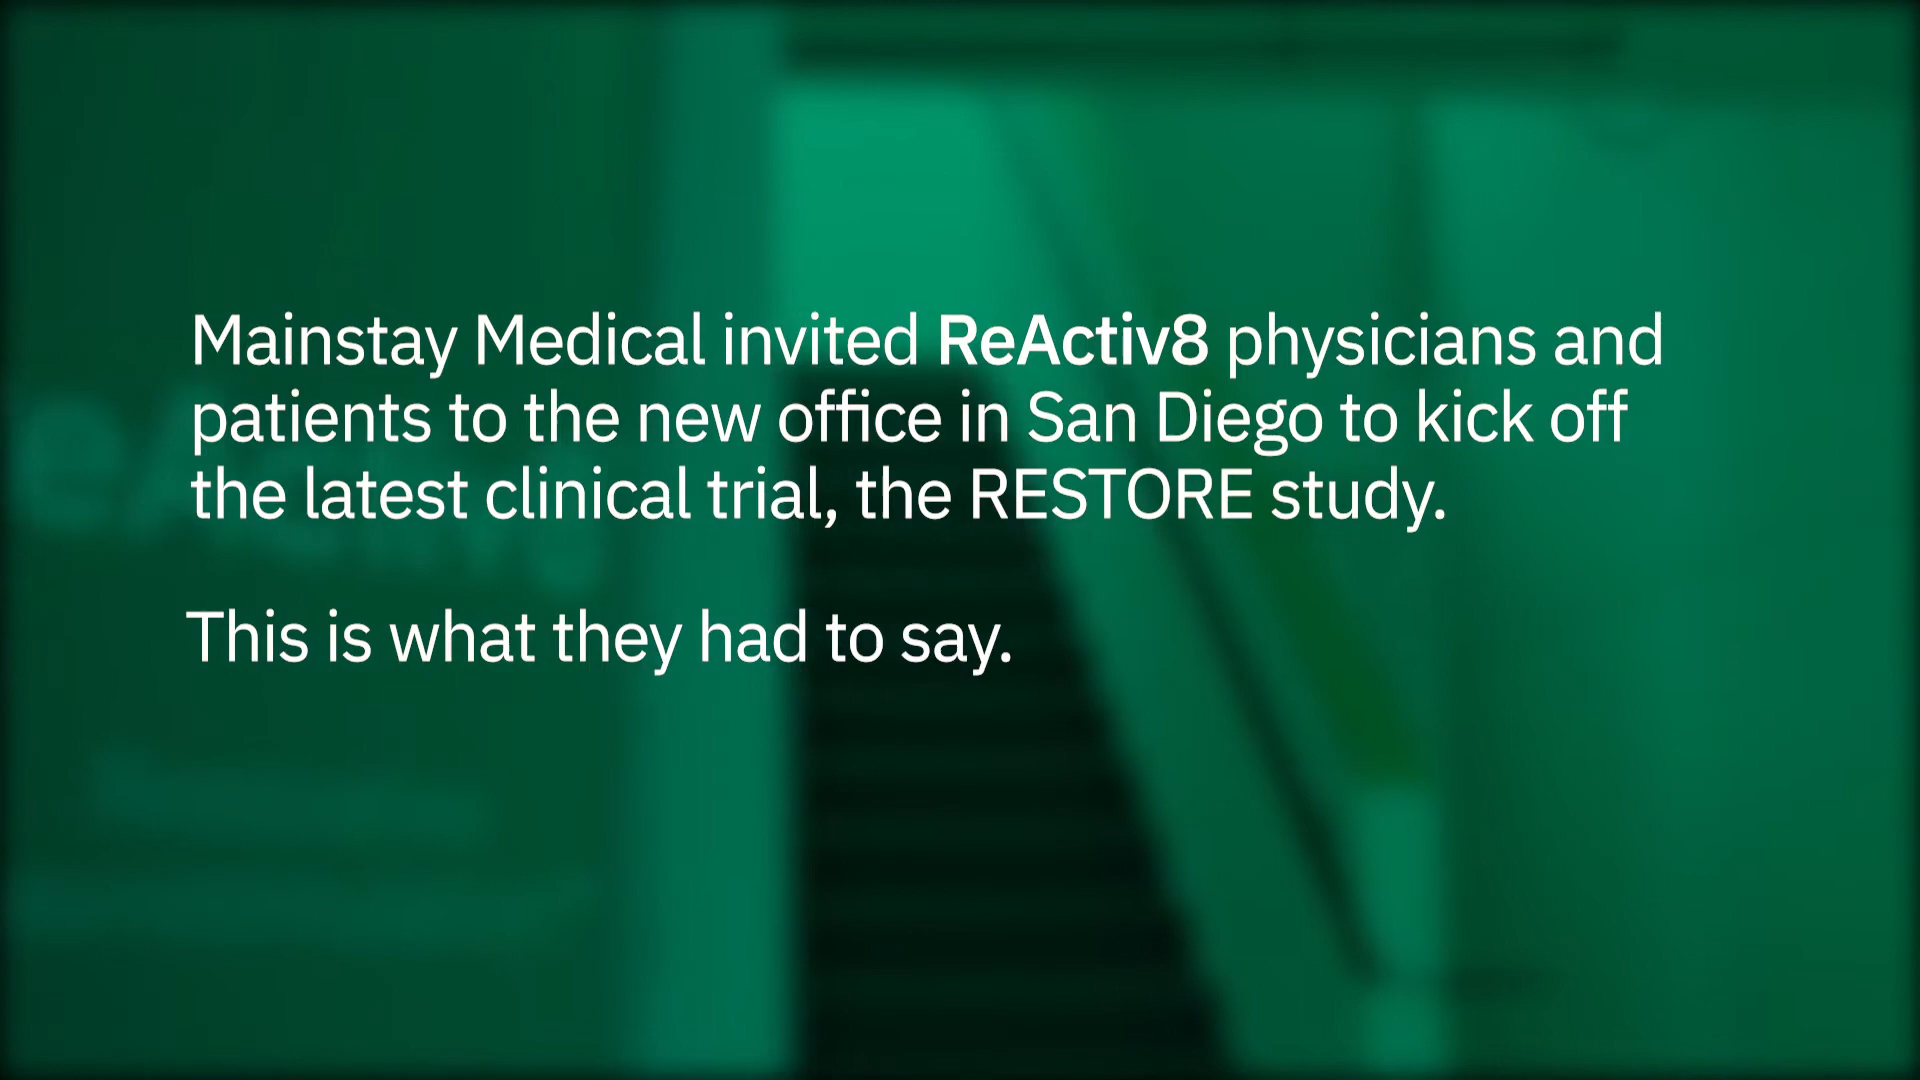 Mainstay Medical invited ReActiv8 physicians and
patients to the new office in San Diego to kick off
the latest clinical trial, the RESTORE study.
This is what they had to say.